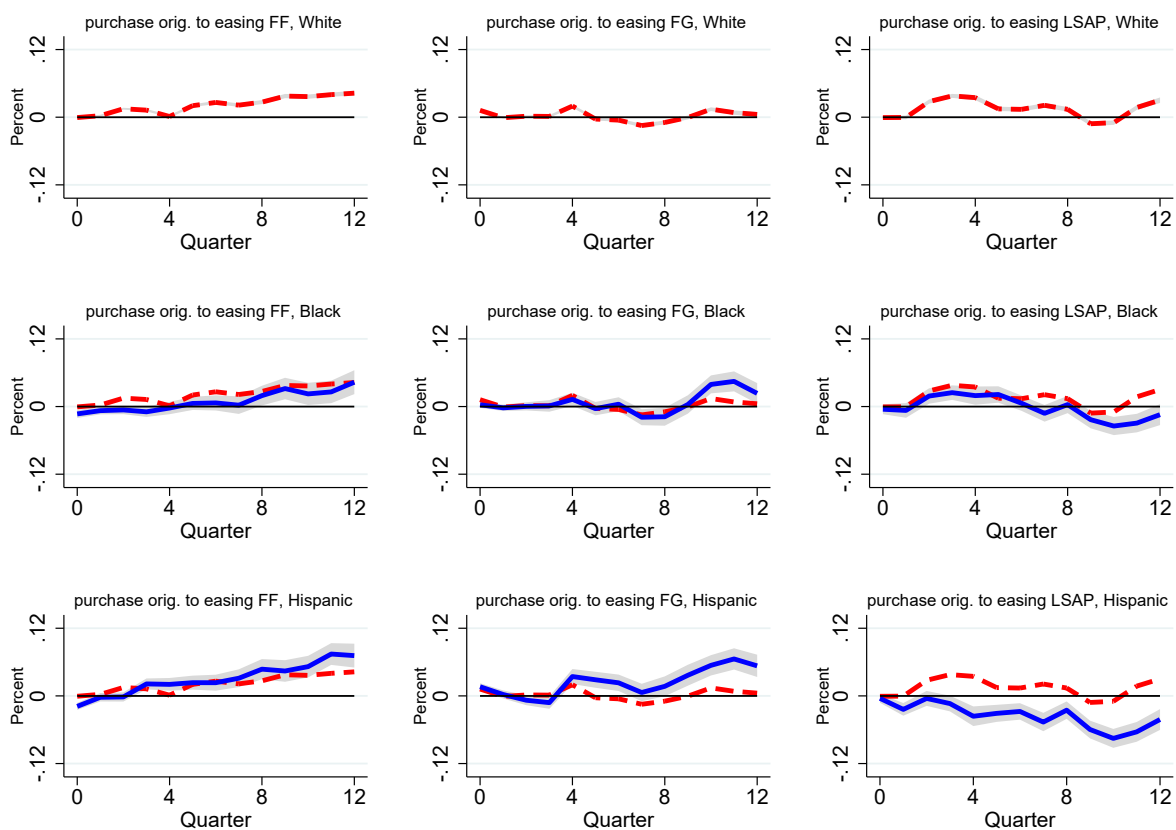 purchase orig. to easing FF, White
.12
0
-.12
Percent
0 4 8 12
Quarter
purchase orig. to easing FG, White
.12
0
-.12
Percent
0 4 8 12
Quarter
purchase orig. to easing LSAP, White
.12
0
-.12
Percent
0 4 8 12
Quarter
purchase orig. to easing FF, Black
.12
0
-.12
Percent
0 4 8 12
Quarter
purchase orig. to easing FG, Black
.12
0
-.12
Percent
0 4 8 12
Quarter
purchase orig. to easing LSAP, Black
.12
0
-.12
Percent
0 4 8 12
Quarter
purchase orig. to easing FF, Hispanic
.12
0
-.12
Percent
0 4 8 12
Quarter
purchase orig. to easing FG, Hispanic
.12
0
-.12
Percent
0 4 8 12
Quarter
purchase orig. to easing LSAP, Hispanic
.12
0
-.12
Percent
0 4 8 12
Quarter